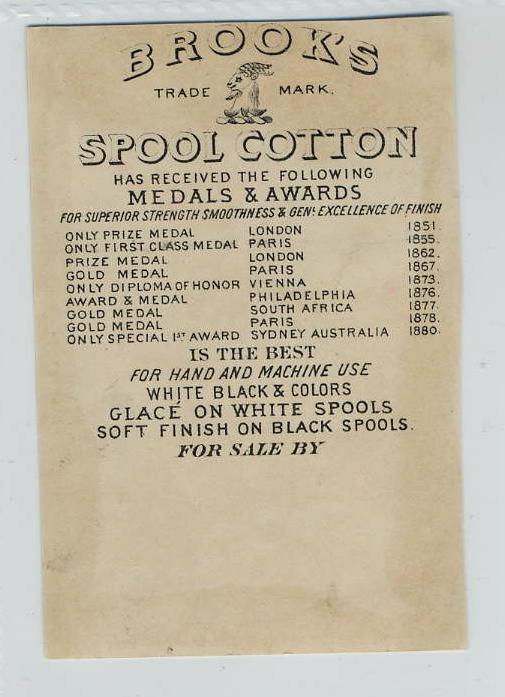 BROOK'S
TRADE MARK.
SPOOL COTTON
HAS RECEIVED THE FOLLOWING
MEDALS & AWARDS
FOR SUPERIOR STRENGTH SMOOTHNESS & GENL EXCELLENCE OF FINISH
ONLY PRIZE MEDAL LONDON 1851.
ONLY FIRST CLASS MEDAL PARIS 1855.
PRIZE MEDAL LONDON 1862.
GOLD MEDAL PARIS 1867.
ONLY DIPLOMA OF HONOR VIENNA 1873.
AWARD & MEDAL PHILADELPHIA 1876.
GOLD MEDAL SOUTH AFRICA 1877.
GOLD MEDAL PARIS 1878.
ONLY SPECIAL 1ST AWARD SYDNEY AUSTRALIA 1880.
IS THE BEST
FOR HAND AND MACHINE USE
WHITE BLACK & COLORS
GLACÉ ON WHITE SPOOLS
SOFT FINISH ON BLACK SPOOLS.
FOR SALE BY